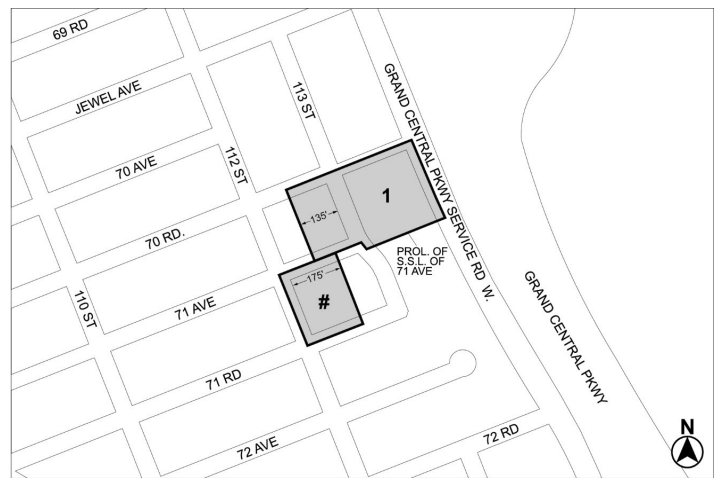 69 RD
JEWEL AVE
113 ST
GRAND CENTRAL PKWY SERVICE RD W.
112 ST
70 AVE
1
135'
70 RD.
PROL. OF
S.S.L. OF
71 AVE
175'
#
110 ST
71 AVE
GRAND CENTRAL PKWY
71 RD
72 AVE
72 RD
N